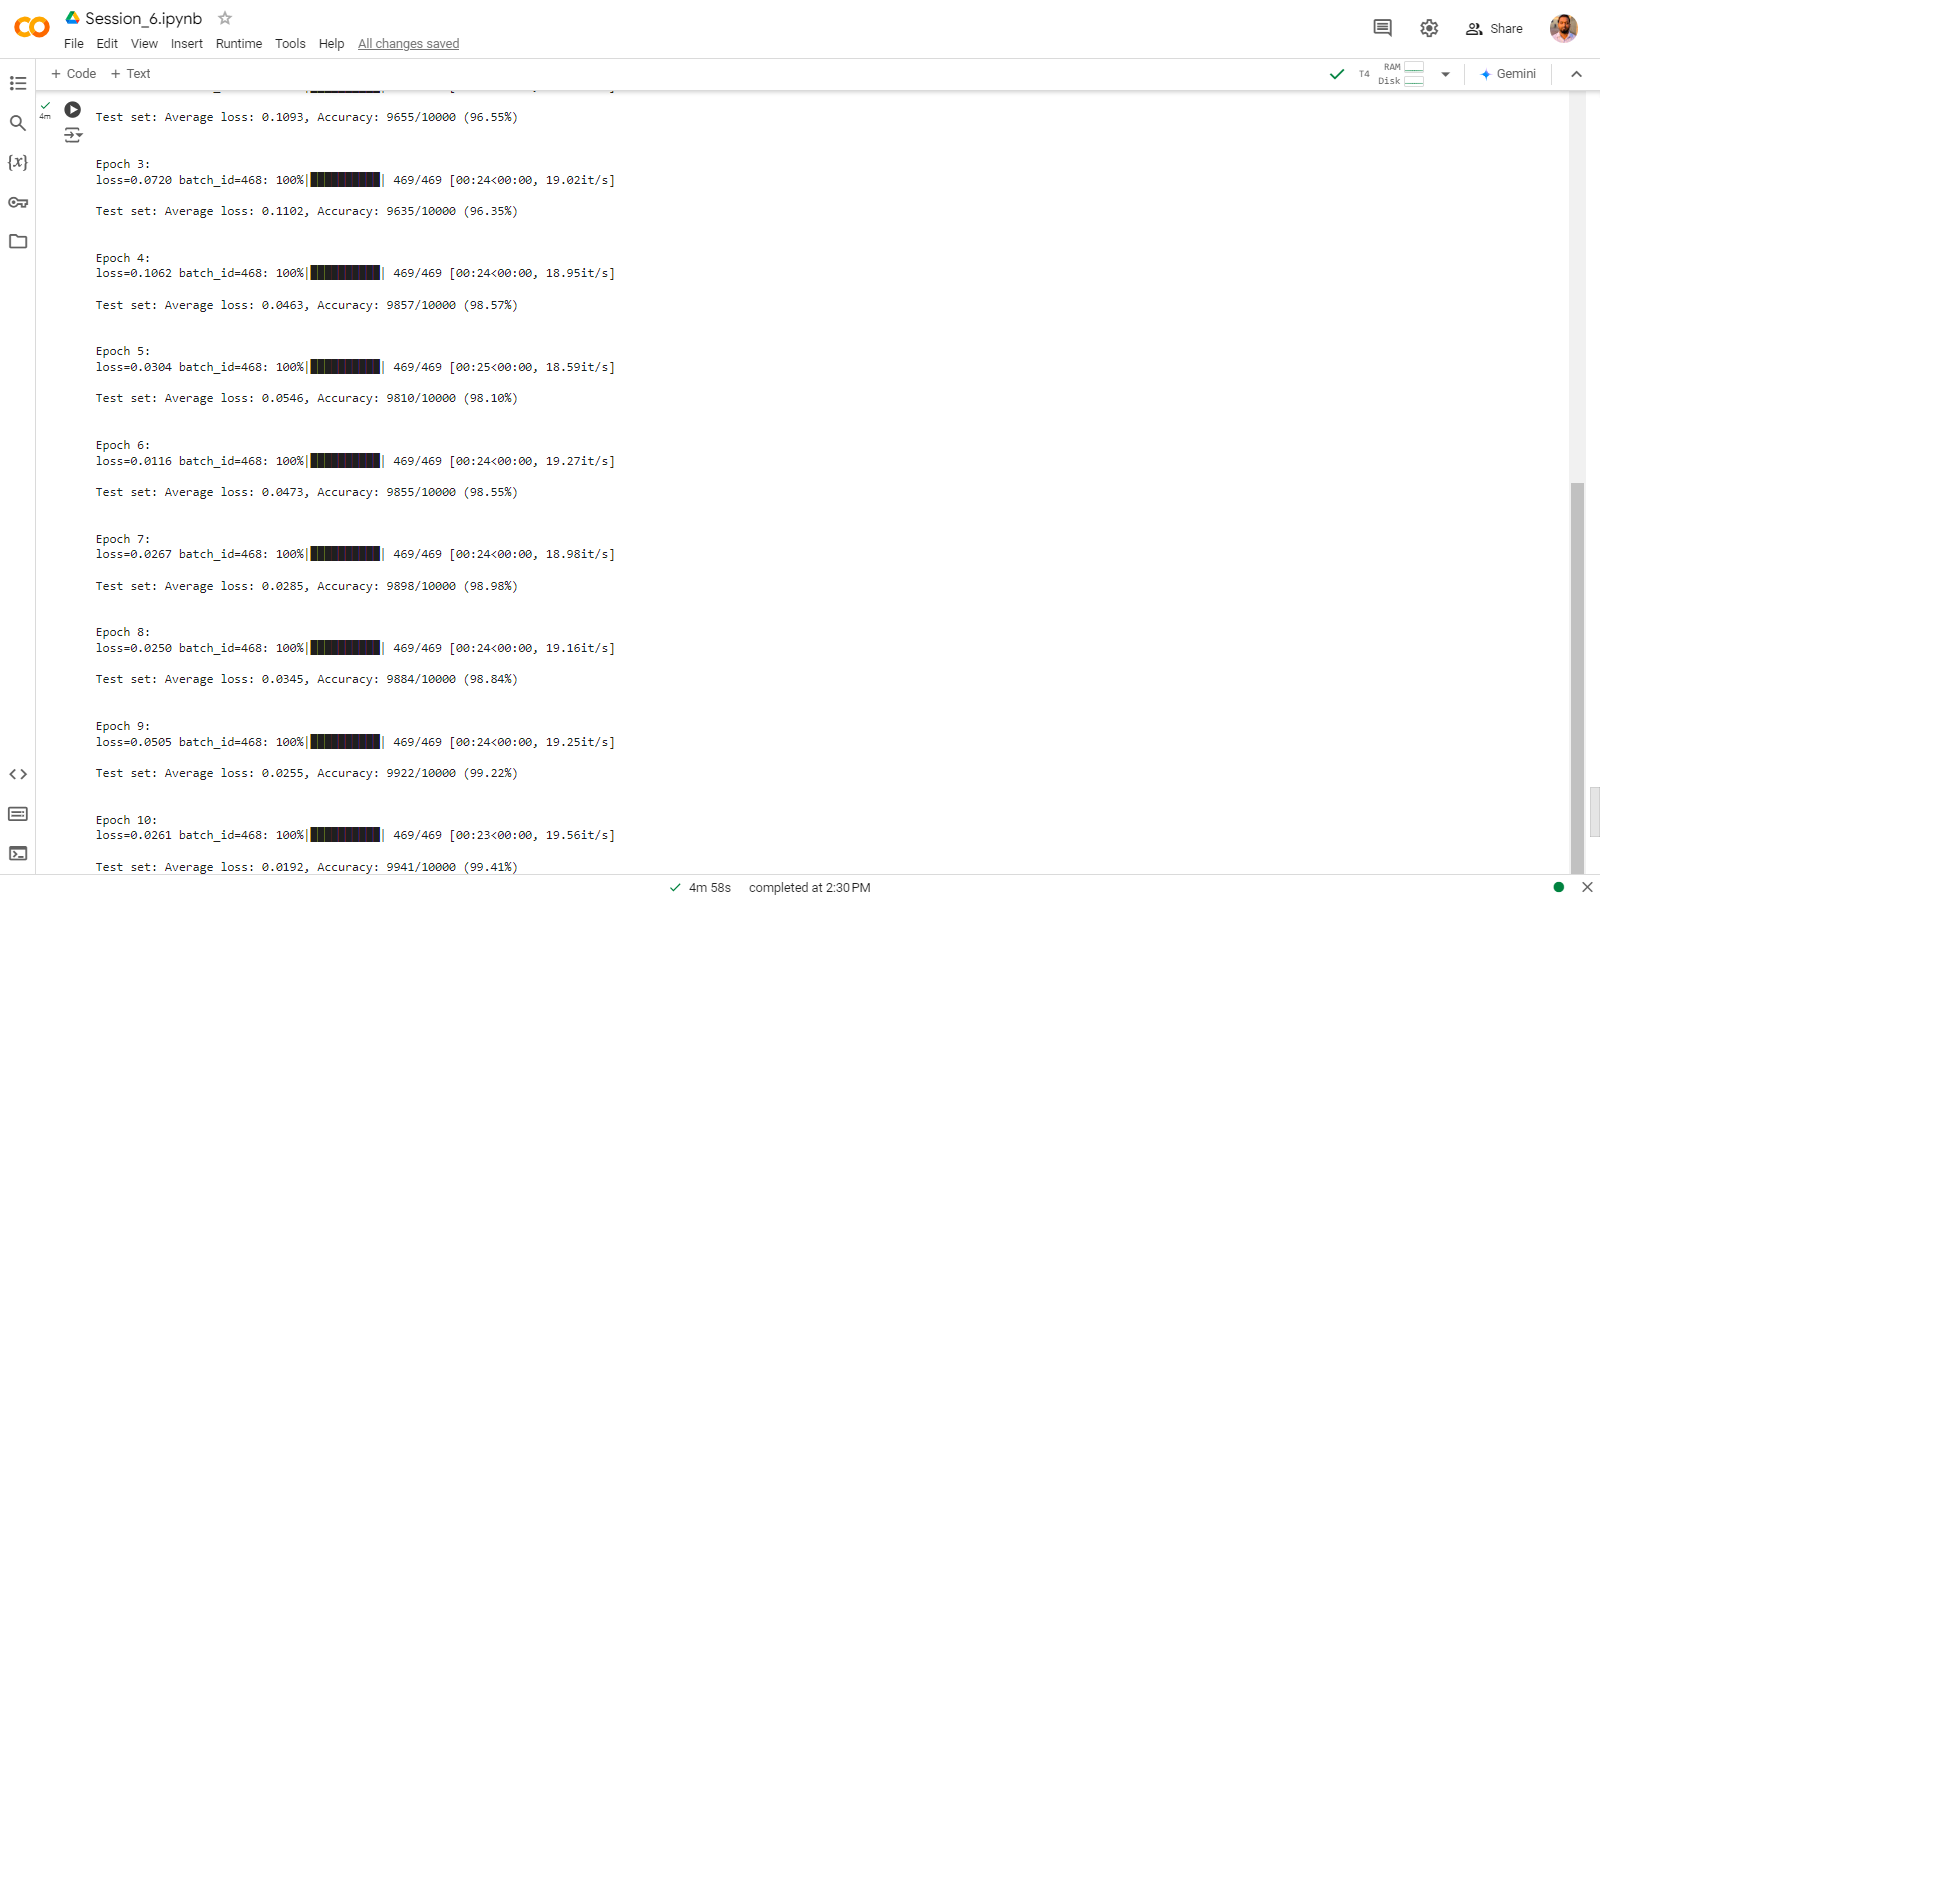 Session_6.ipynb
File Edit View Insert Runtime Tools Help All changes saved
Share
+ Code + Text
T4 RAM Disk
Gemini
4m
Test set: Average loss: 0.1093, Accuracy: 9655/10000 (96.55%)
Epoch 3:
loss=0.0720 batch_id=468: 100%|██████████| 469/469 [00:24<00:00, 19.02it/s]
Test set: Average loss: 0.1102, Accuracy: 9635/10000 (96.35%)
Epoch 4:
loss=0.1062 batch_id=468: 100%|██████████| 469/469 [00:24<00:00, 18.95it/s]
Test set: Average loss: 0.0463, Accuracy: 9857/10000 (98.57%)
Epoch 5:
loss=0.0304 batch_id=468: 100%|██████████| 469/469 [00:25<00:00, 18.59it/s]
Test set: Average loss: 0.0546, Accuracy: 9810/10000 (98.10%)
Epoch 6:
loss=0.0116 batch_id=468: 100%|██████████| 469/469 [00:24<00:00, 19.27it/s]
Test set: Average loss: 0.0473, Accuracy: 9855/10000 (98.55%)
Epoch 7:
loss=0.0267 batch_id=468: 100%|██████████| 469/469 [00:24<00:00, 18.98it/s]
Test set: Average loss: 0.0285, Accuracy: 9898/10000 (98.98%)
Epoch 8:
loss=0.0250 batch_id=468: 100%|██████████| 469/469 [00:24<00:00, 19.16it/s]
Test set: Average loss: 0.0345, Accuracy: 9884/10000 (98.84%)
Epoch 9:
loss=0.0505 batch_id=468: 100%|██████████| 469/469 [00:24<00:00, 19.25it/s]
Test set: Average loss: 0.0255, Accuracy: 9922/10000 (99.22%)
Epoch 10:
loss=0.0261 batch_id=468: 100%|██████████| 469/469 [00:23<00:00, 19.56it/s]
Test set: Average loss: 0.0192, Accuracy: 9941/10000 (99.41%)
4m 58s completed at 2:30 PM